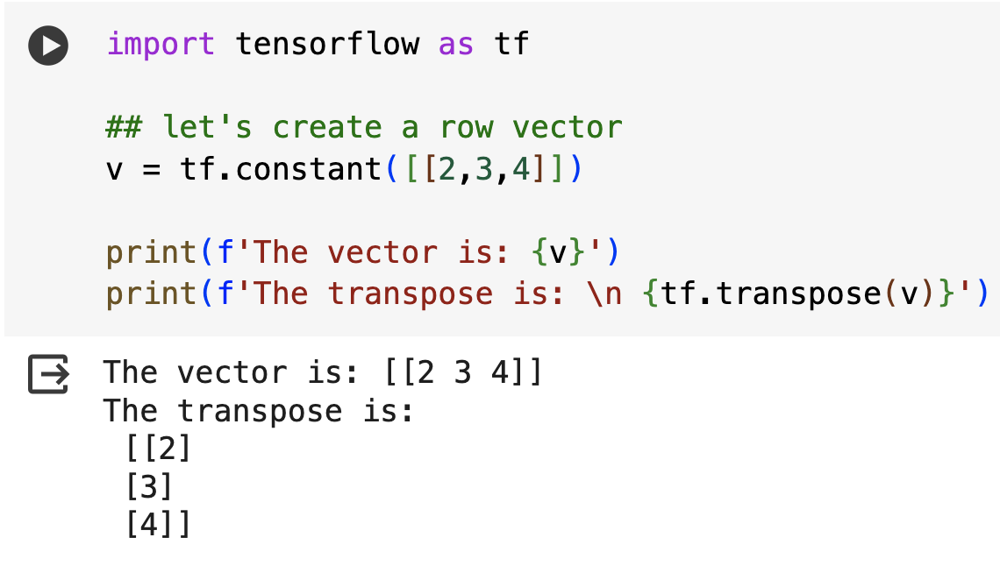 import tensorflow as tf
## let's create a row vector
v = tf.constant([[2,3,4]])
print(f'The vector is: {v}')
print(f'The transpose is: \n {tf.transpose(v)}')
The vector is: [[2 3 4]]
The transpose is:
[[2]
[3]
[4]]